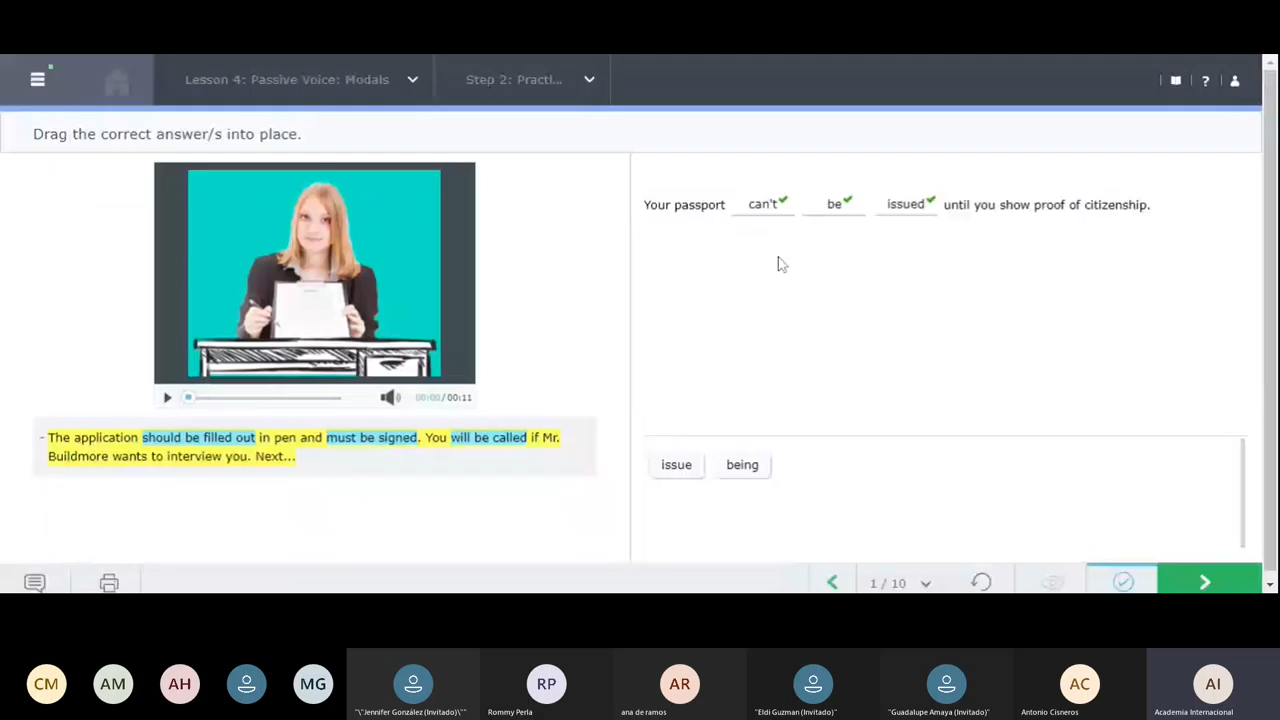 Lesson 4: Passive Voice: Modals
Step 2: Practi...
?
Drag the correct answer/s into place.
Your passport can't be issued until you show proof of citizenship.
00:00/00:11
- The application should be filled out in pen and must be signed. You will be called if Mr.
Buildmore wants to interview you. Next...
issue being
1 / 10
CM AM AH MG RP AR AC AI
"\"Jennifer González (Invitado)\"" Rommy Perla ana de ramos "Eldi Guzman (Invitado)" "Guadalupe Amaya (Invitado)" Antonio Cisneros Academia Internacional